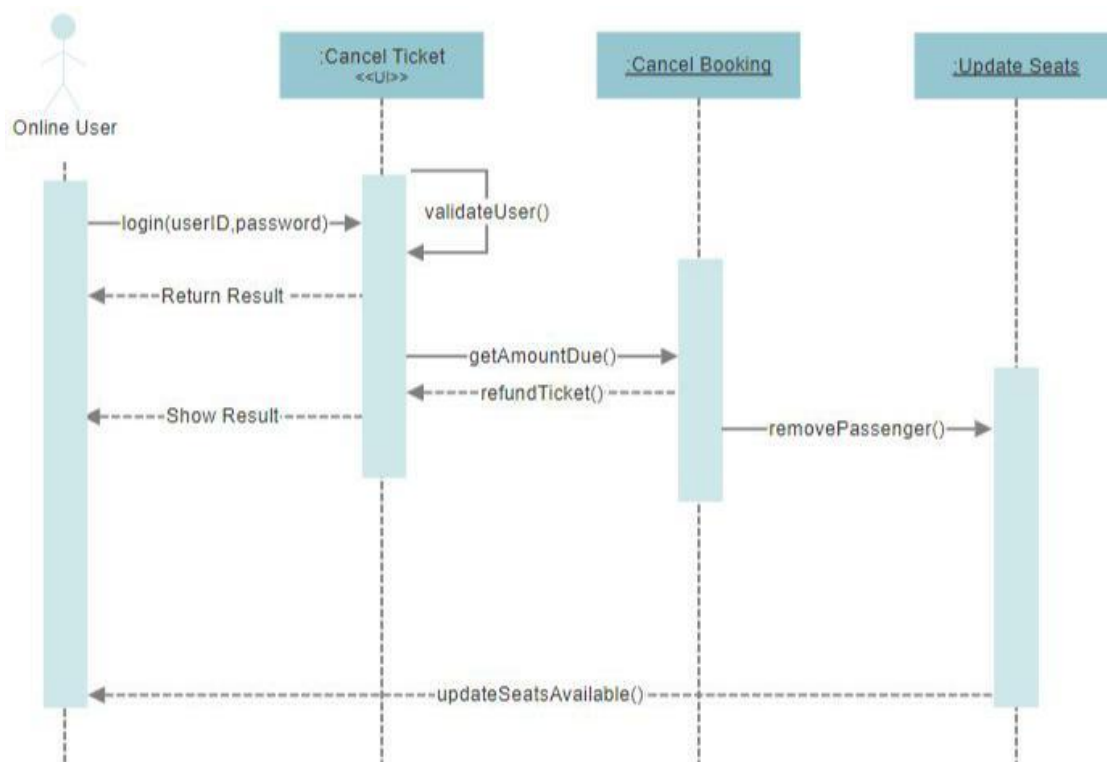 :Cancel Ticket
<<UI>>
:Cancel Booking
:Update Seats
Online User
login(userID,password)
validateUser()
Return Result
getAmountDue()
refundTicket()
Show Result
removePassenger()
updateSeatsAvailable()